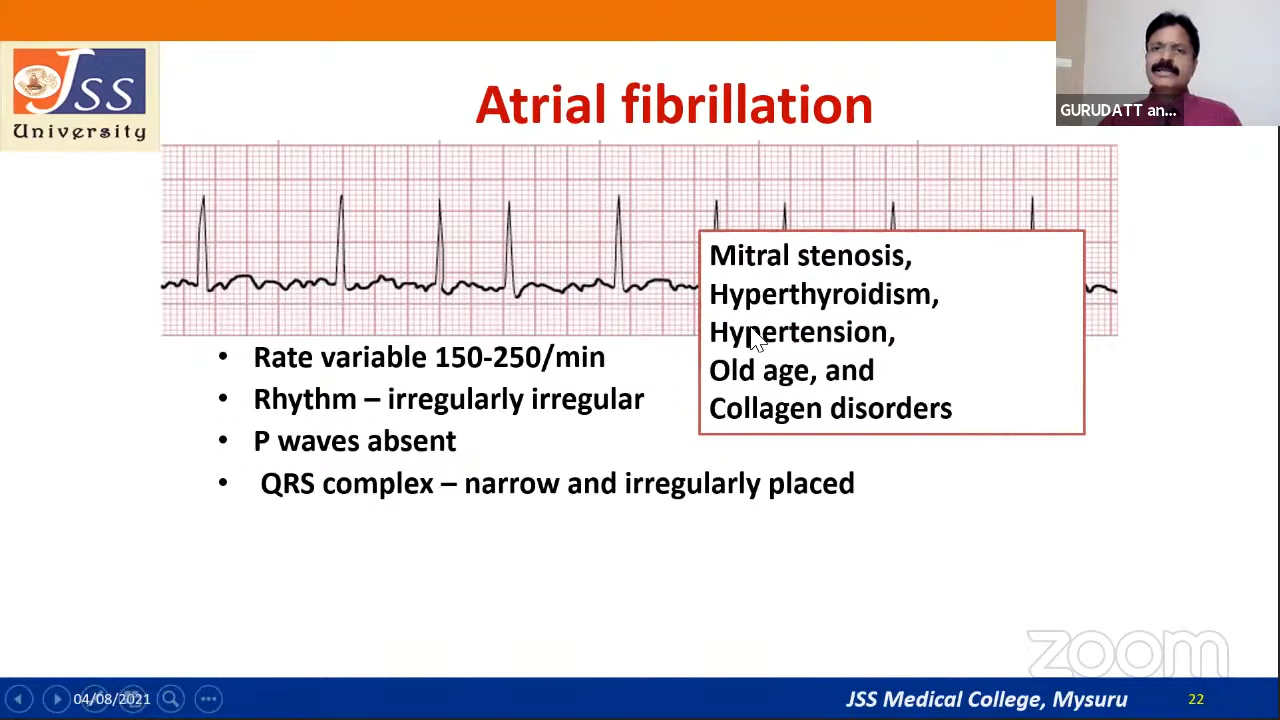 JSS
University
Atrial fibrillation
GURUDATT an...
Mitral stenosis,
Hyperthyroidism,
Hypertension,
Old age, and
Collagen disorders
• Rate variable 150-250/min
• Rhythm – irregularly irregular
• P waves absent
• QRS complex – narrow and irregularly placed
zoom
04/08/2021
JSS Medical College, Mysuru
22